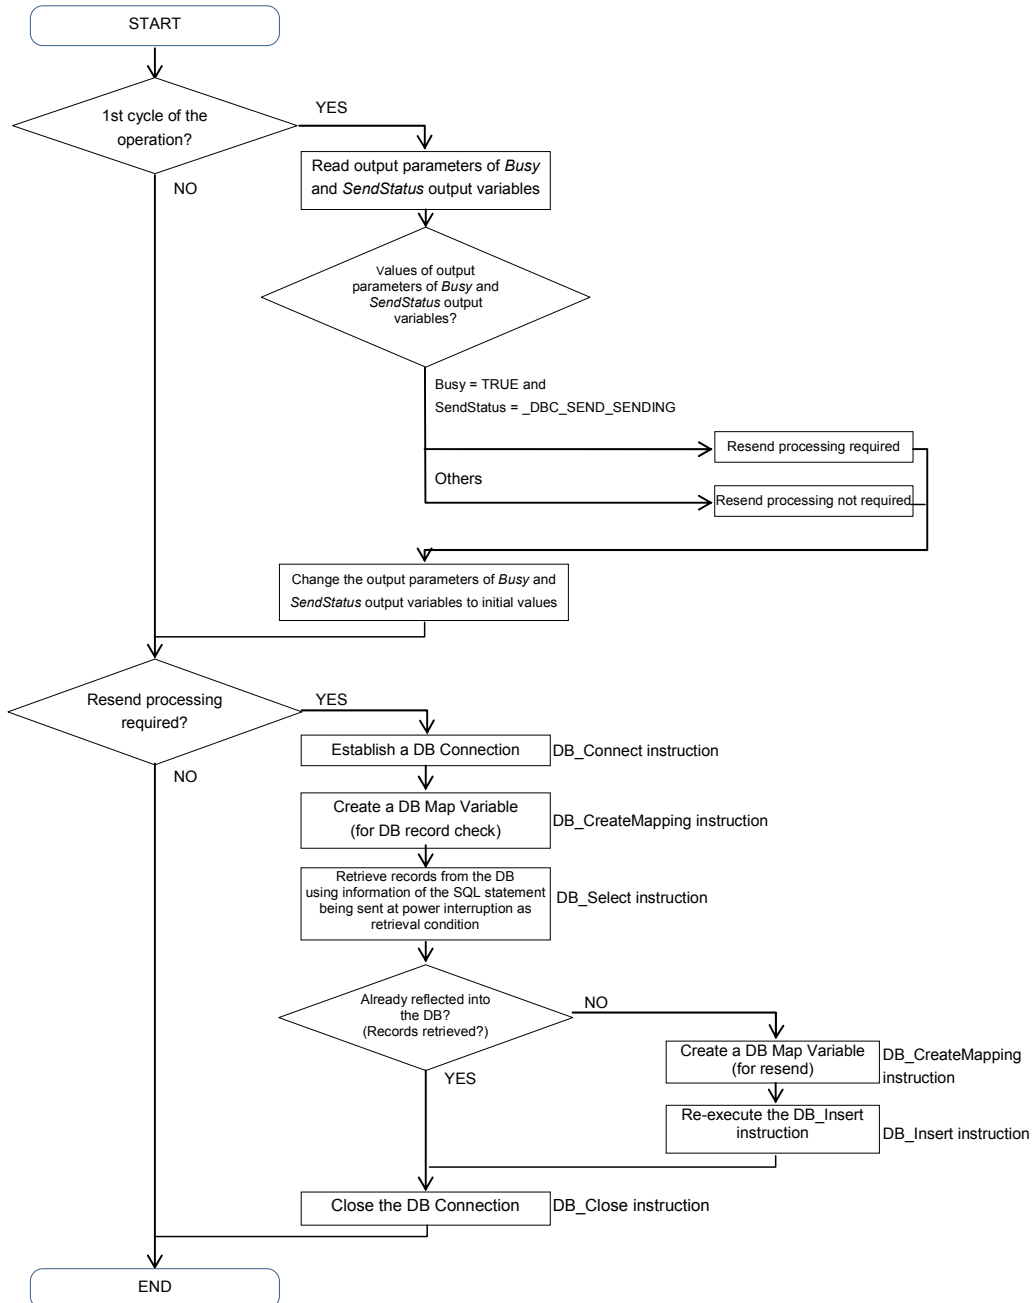 START
1st cycle of the
operation?
YES
NO
Read output parameters of Busy
and SendStatus output variables
Values of output
parameters of Busy and
SendStatus output
variables?
Busy = TRUE and
SendStatus = _DBC_SEND_SENDING
Resend processing required
Others
Resend processing not required
Change the output parameters of Busy and
SendStatus output variables to initial values
Resend processing
required?
YES
NO
Establish a DB Connection
DB_Connect instruction
Create a DB Map Variable
(for DB record check)
DB_CreateMapping instruction
Retrieve records from the DB
using information of the SQL statement
being sent at power interruption as
retrieval condition
DB_Select instruction
Already reflected into
the DB?
(Records retrieved?)
NO
YES
Create a DB Map Variable
(for resend)
DB_CreateMapping
instruction
Re-execute the DB_Insert
instruction
DB_Insert instruction
Close the DB Connection
DB_Close instruction
END